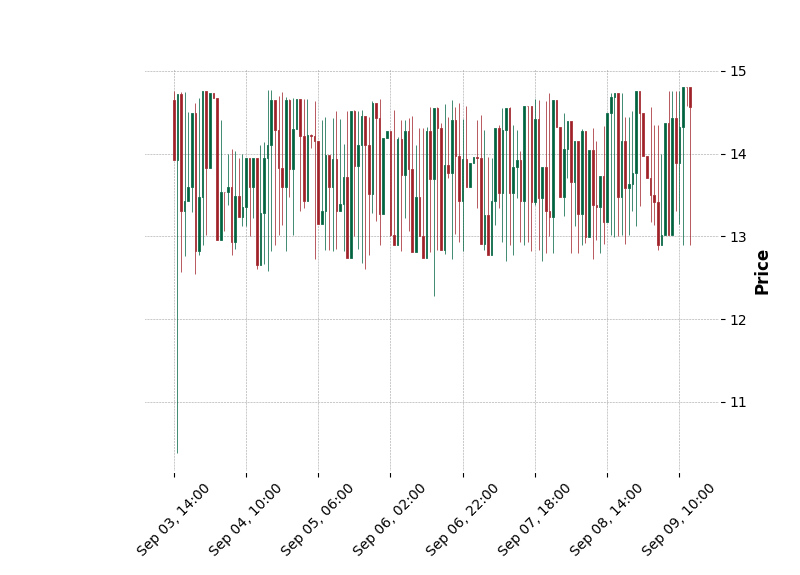 15
14
13
12
11
Price
Sep 03, 14:00
Sep 04, 10:00
Sep 05, 06:00
Sep 06, 02:00
Sep 06, 22:00
Sep 07, 18:00
Sep 08, 14:00
Sep 09, 10:00